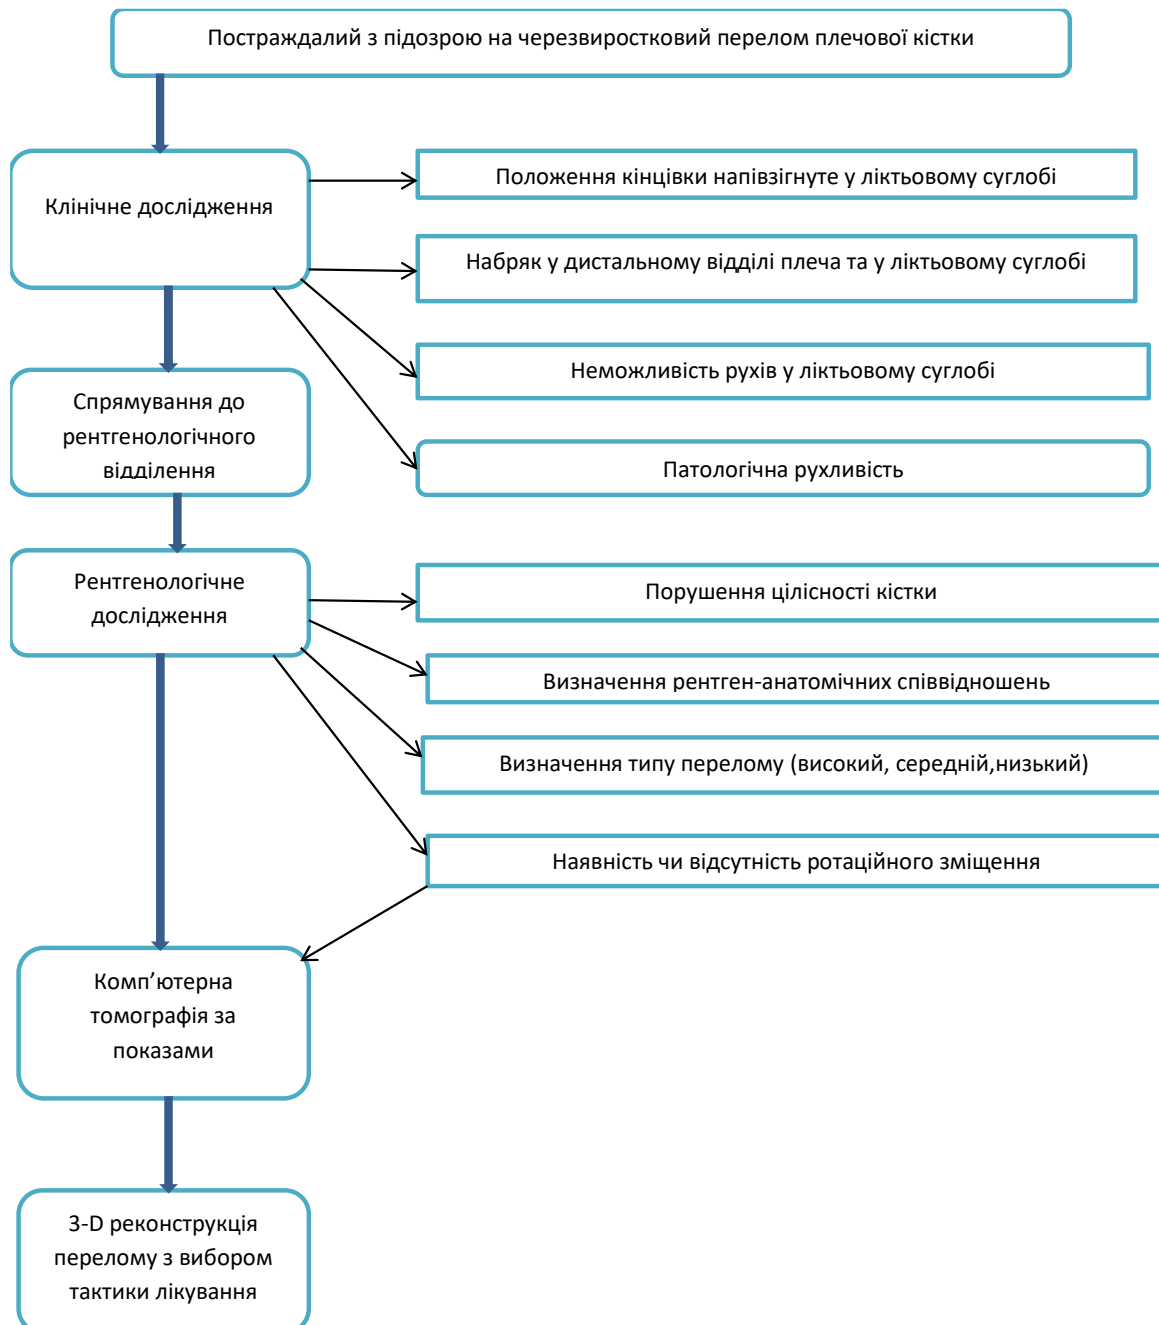 Постраждалий з підозрою на черезвиростковий перелом плечової кістки
Клінічне дослідження
Положення кінцівки напівзігнуте у ліктьовому суглобі
Набряк у дистальному відділі плеча та у ліктьовому суглобі
Неможливість рухів у ліктьовому суглобі
Патологічна рухливість
Спрямування до
рентгенологічного
відділення
Рентгенологічне
дослідження
Порушення цілісності кістки
Визначення рентген-анатомічних співвідношень
Визначення типу перелому (високий, середній,низький)
Наявність чи відсутність ротаційного зміщення
Комп’ютерна
томографія за
показами
3-D реконструкція
перелому з вибором
тактики лікування